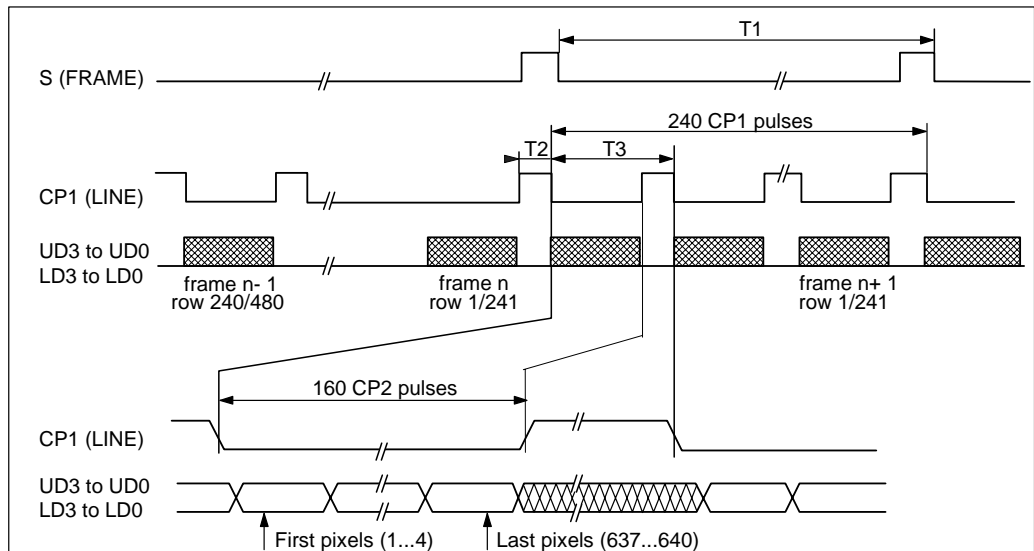 T1
S (FRAME)
240 CP1 pulses
T2
T3
CP1 (LINE)
UD3 to UD0
LD3 to LD0
frame n- 1
row 240/480
frame n
row 1/241
frame n+ 1
row 1/241
160 CP2 pulses
CP1 (LINE)
UD3 to UD0
LD3 to LD0
First pixels (1...4)
Last pixels (637...640)